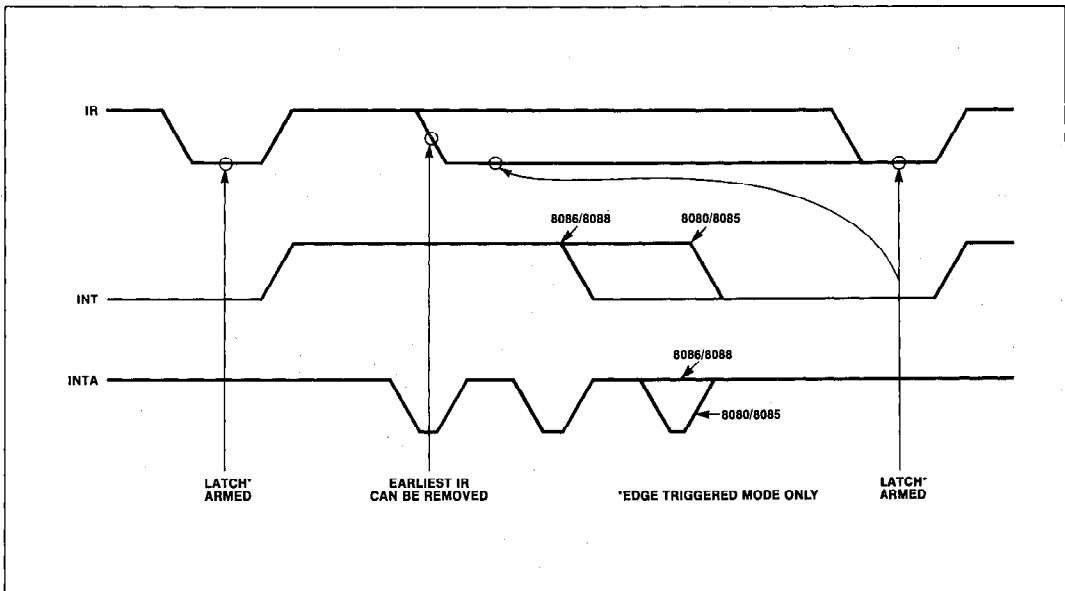 IR
8086/8088
8080/8085
INT
8086/8088
INTA
8080/8085
LATCH*
ARMED
EARLIEST IR
CAN BE REMOVED
*EDGE TRIGGERED MODE ONLY
LATCH*
ARMED